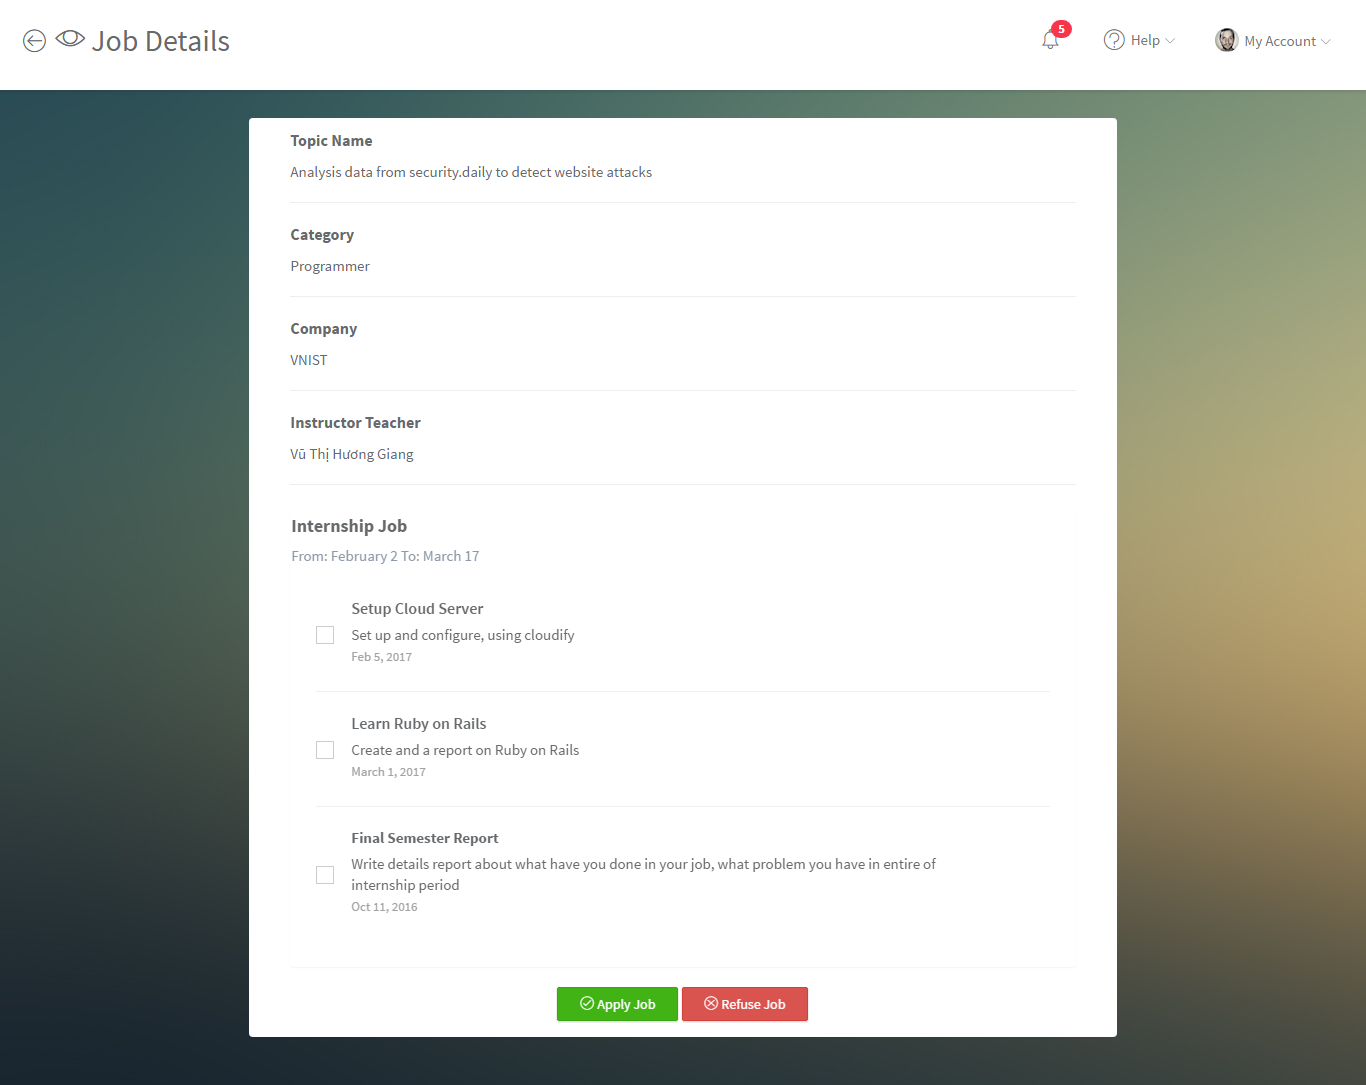 Job Details
5
Help
My Account
Topic Name
Analysis data from security.daily to detect website attacks
Category
Programmer
Company
VNIST
Instructor Teacher
Vũ Thị Hương Giang
Internship Job
From: February 2 To: March 17
Setup Cloud Server
Set up and configure, using cloudify
Feb 5, 2017
Learn Ruby on Rails
Create and a report on Ruby on Rails
March 1, 2017
Final Semester Report
Write details report about what have you done in your job, what problem you have in entire of
internship period
Oct 11, 2016
Apply Job
Refuse Job